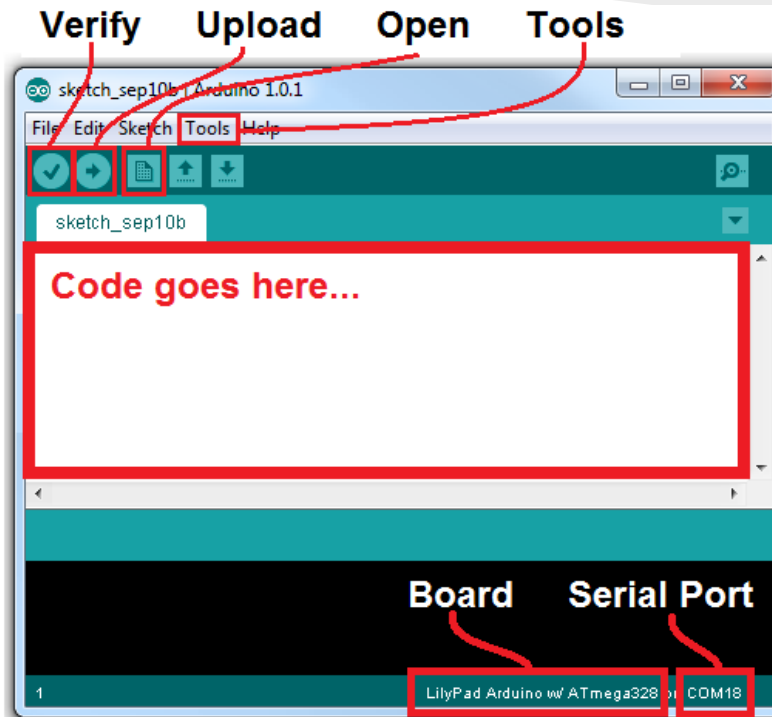 Verify Upload Open Tools
sketch_sep10b | Arduino 1.0.1
File Edit Sketch Tools Help
sketch_sep10b
Code goes here...
Board Serial Port
1 LilyPad Arduino w/ ATmega328 on COM18